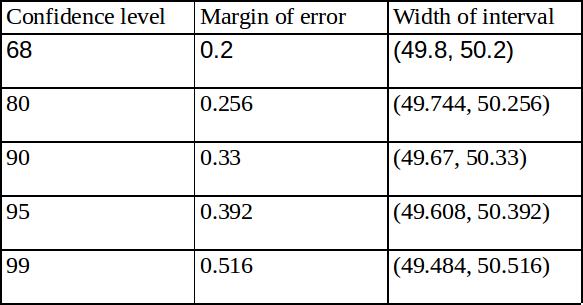 Confidence level Margin of error Width of interval
68 0.2 (49.8, 50.2)
80 0.256 (49.744, 50.256)
90 0.33 (49.67, 50.33)
95 0.392 (49.608, 50.392)
99 0.516 (49.484, 50.516)